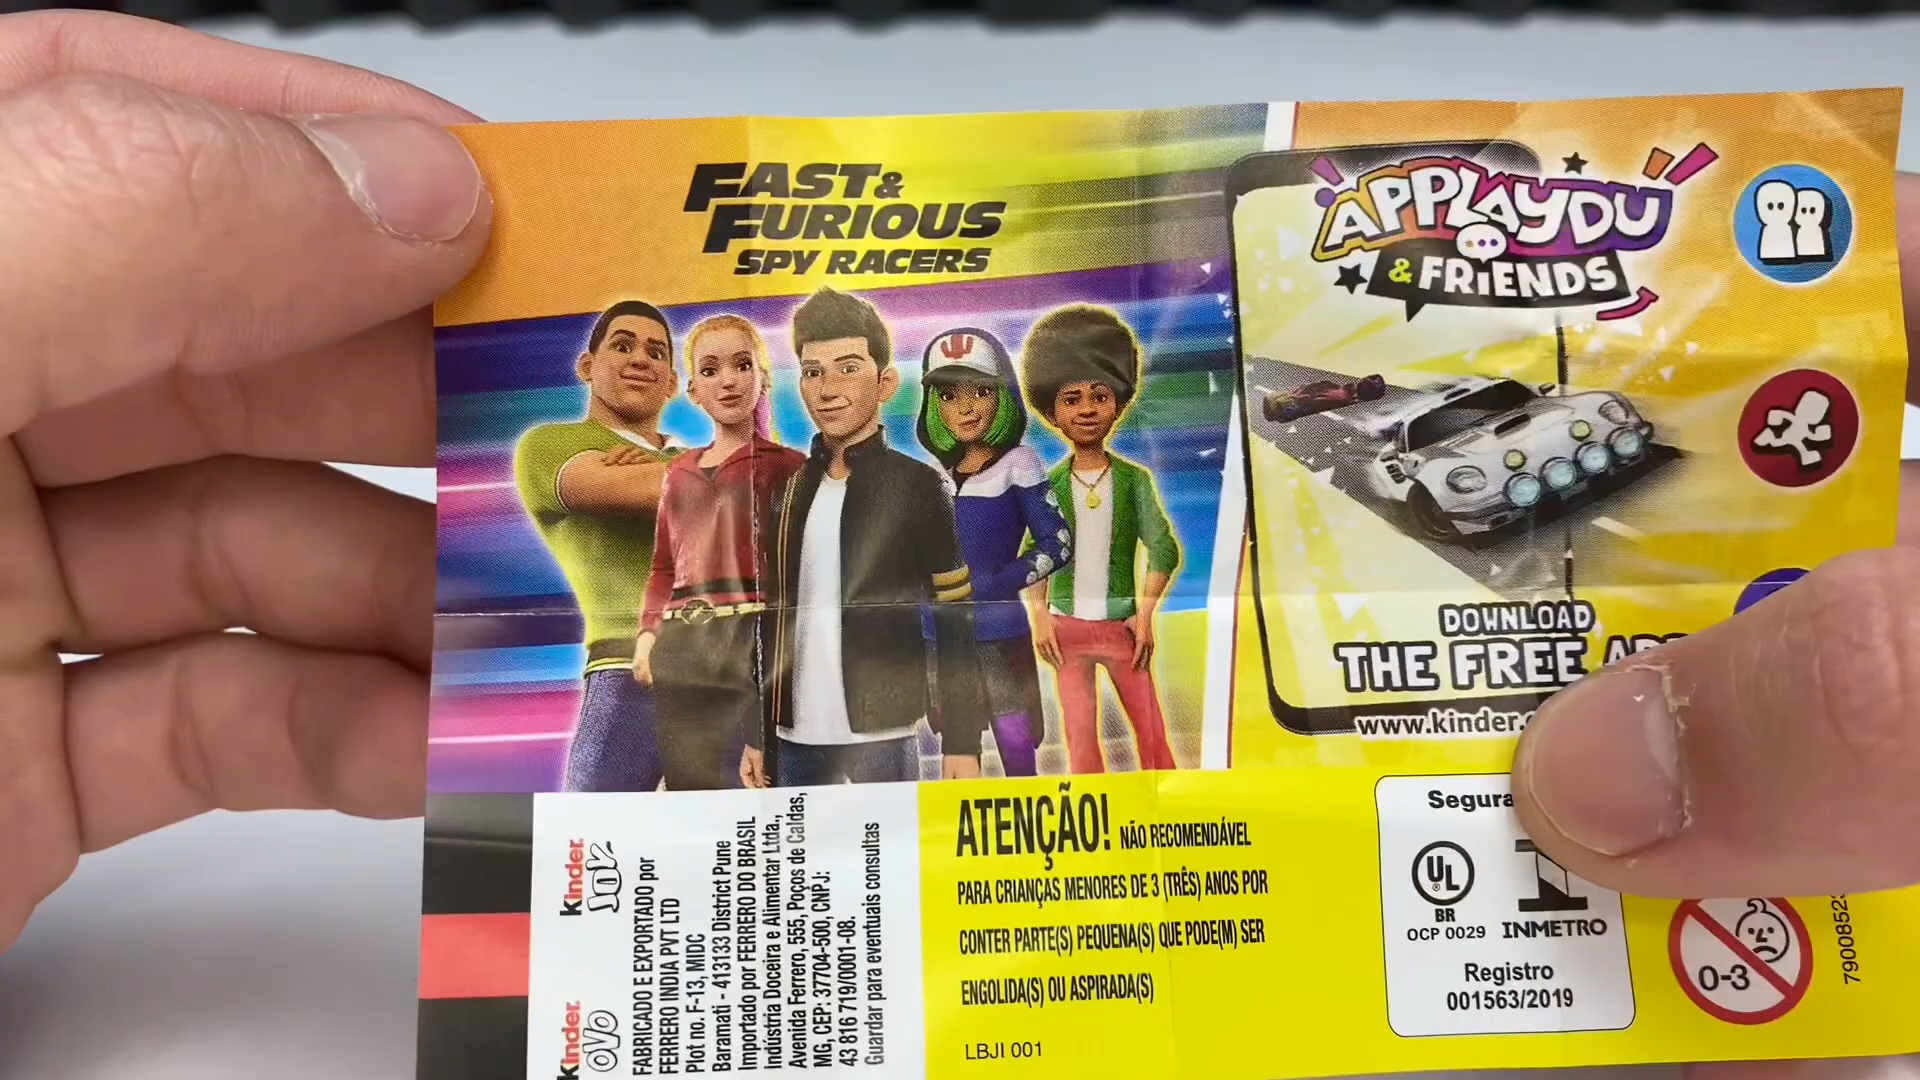 FAST &
FURIOUS
SPY RACERS
APPLAYDU
& FRiENDS
DOWNLOAD
THE FREE
www.kinder.
Kinder
JOY
Kinder
OVO
FABRICADO E EXPORTADO por
FERRERO INDIA PVT LTD
Plot no. F-13, MIDC
Baramati - 413133 District Pune
Importado por FERRERO DO BRASIL
Indústria Doceira e Alimentar Ltda.,
Avenida Ferrero, 555, Poços de Caldas,
MG, CEP: 37704-500, CNPJ:
43 816 719/0001-08.
Guardar para eventuais consultas
ATENÇÃO! NÃO RECOMENDÁVEL
PARA CRIANÇAS MENORES DE 3 (TRÊS) ANOS POR
CONTER PARTE(S) PEQUENA(S) QUE PODE(M) SER
ENGOLIDA(S) OU ASPIRADA(S)
LBJI 001
UL
BR
OCP 0029
INMETRO
Registro
001563/2019
0-3